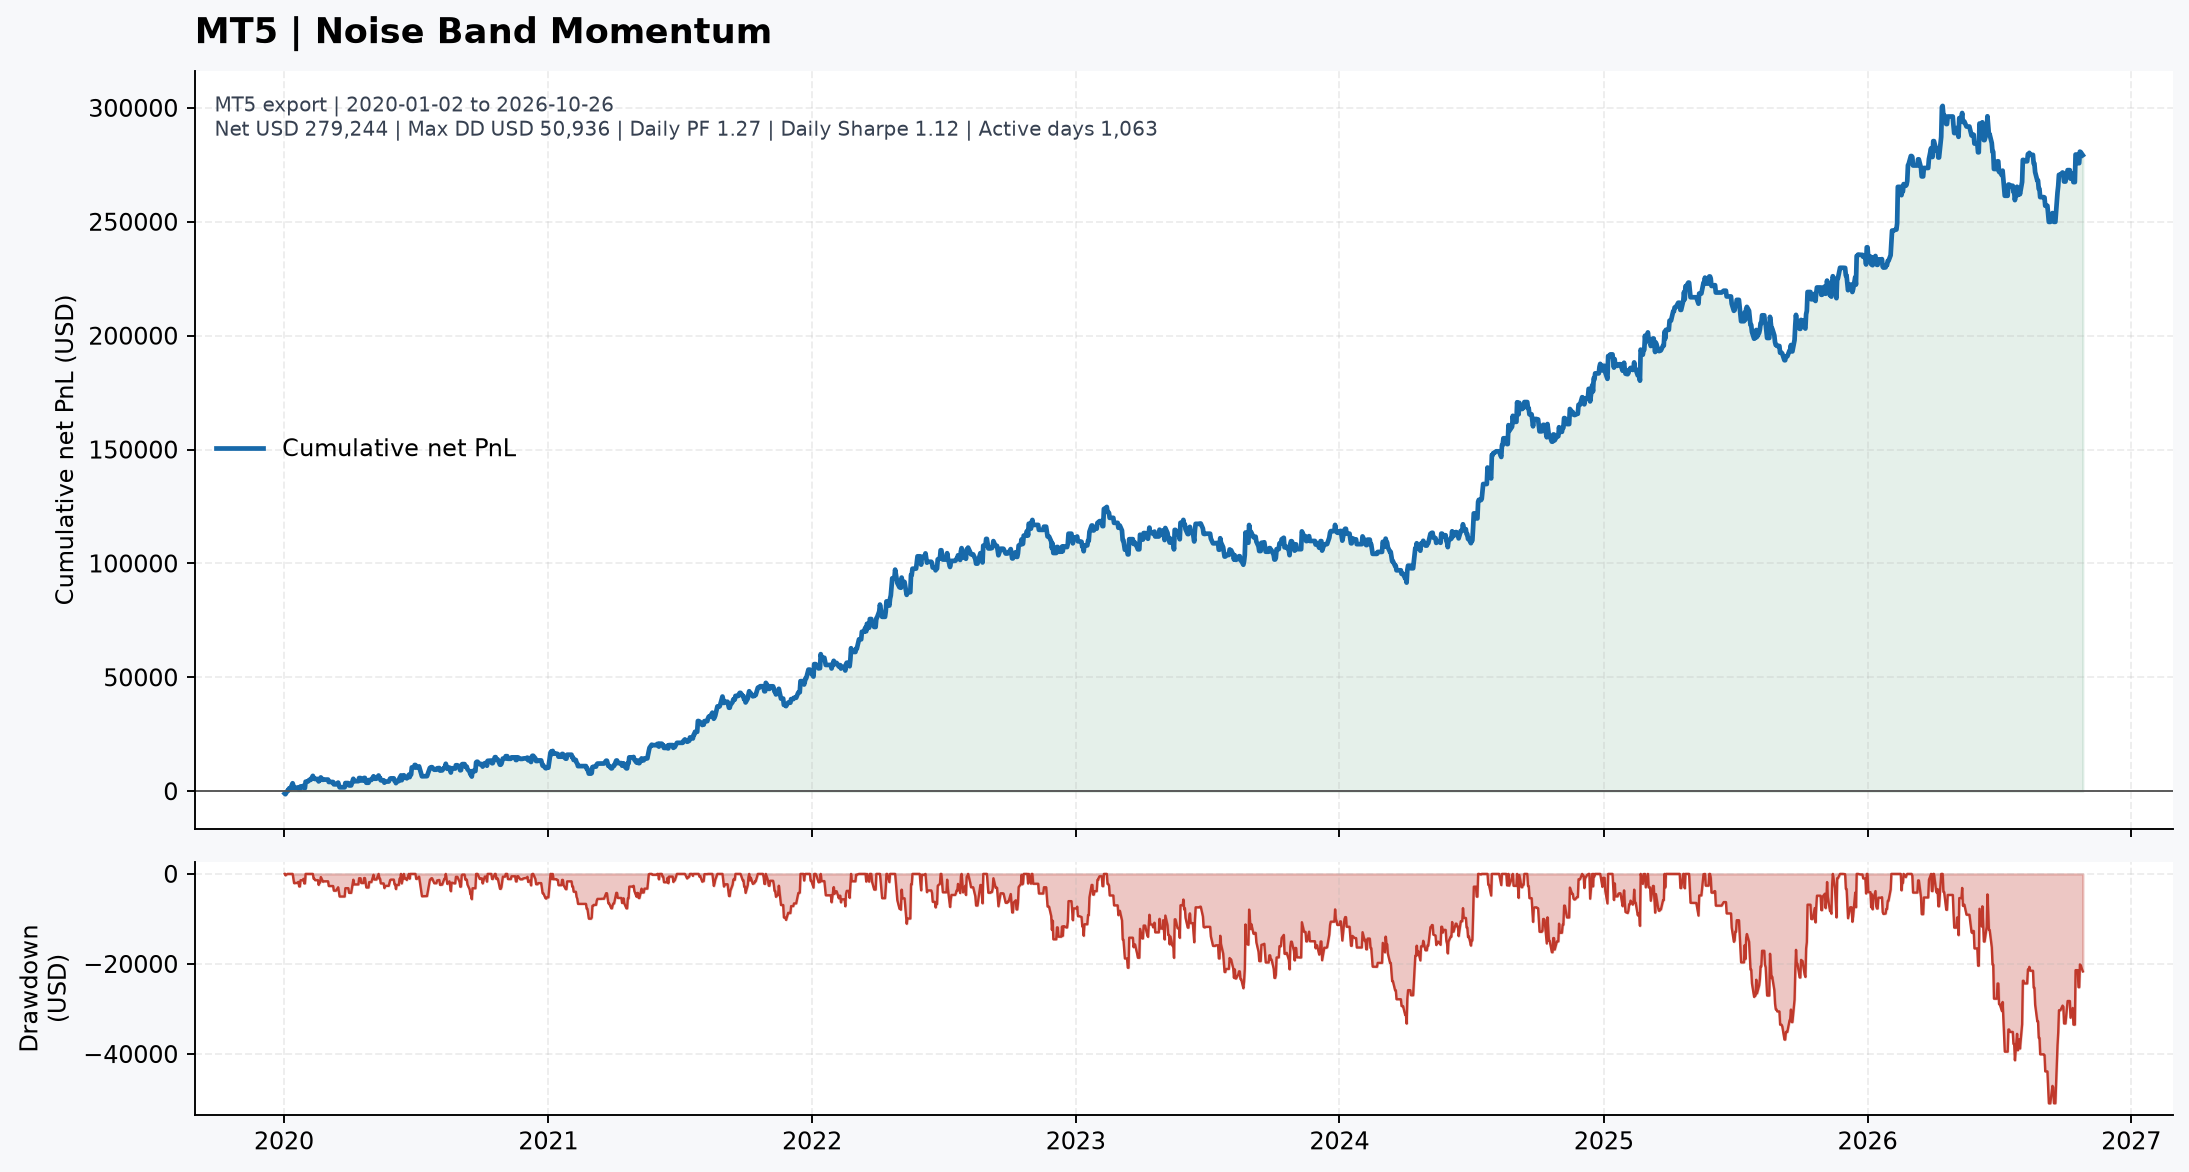 MT5 | Noise Band Momentum
MT5 export | 2020-01-02 to 2026-10-26
Net USD 279,244 | Max DD USD 50,936 | Daily PF 1.27 | Daily Sharpe 1.12 | Active days 1,063
Cumulative net PnL (USD)
300000
250000
200000
150000
100000
50000
0
Cumulative net PnL
Drawdown
(USD)
0
−20000
−40000
2020 2021 2022 2023 2024 2025 2026 2027